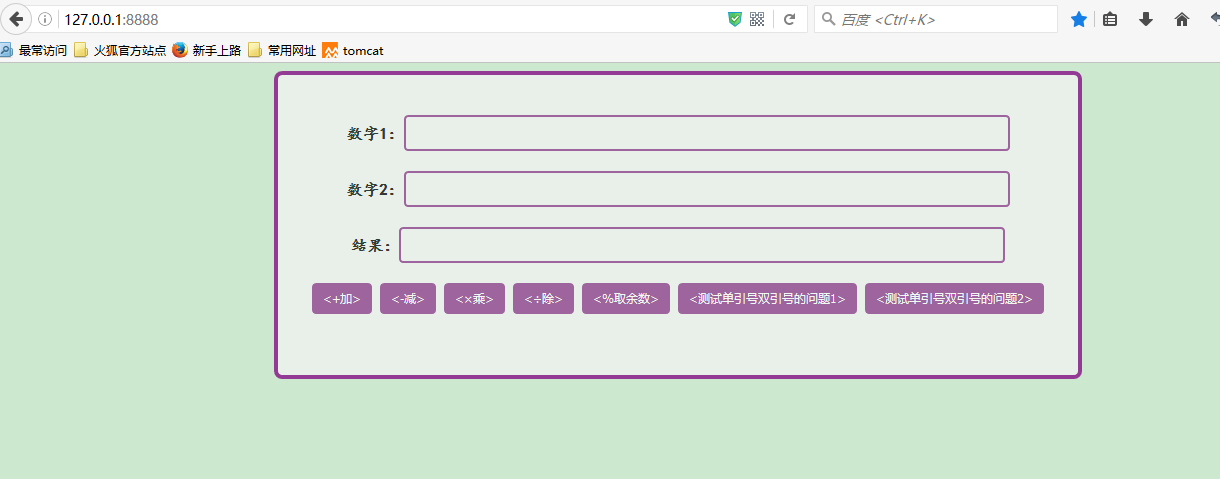 127.0.0.1:8888
百度 <Ctrl+K>
最常访问 火狐官方站点 新手上路 常用网址 tomcat
数字1：
数字2：
结果：
<+加> <-减> <×乘> <÷除> <%取余数> <测试单引号双引号的问题1> <测试单引号双引号的问题2>